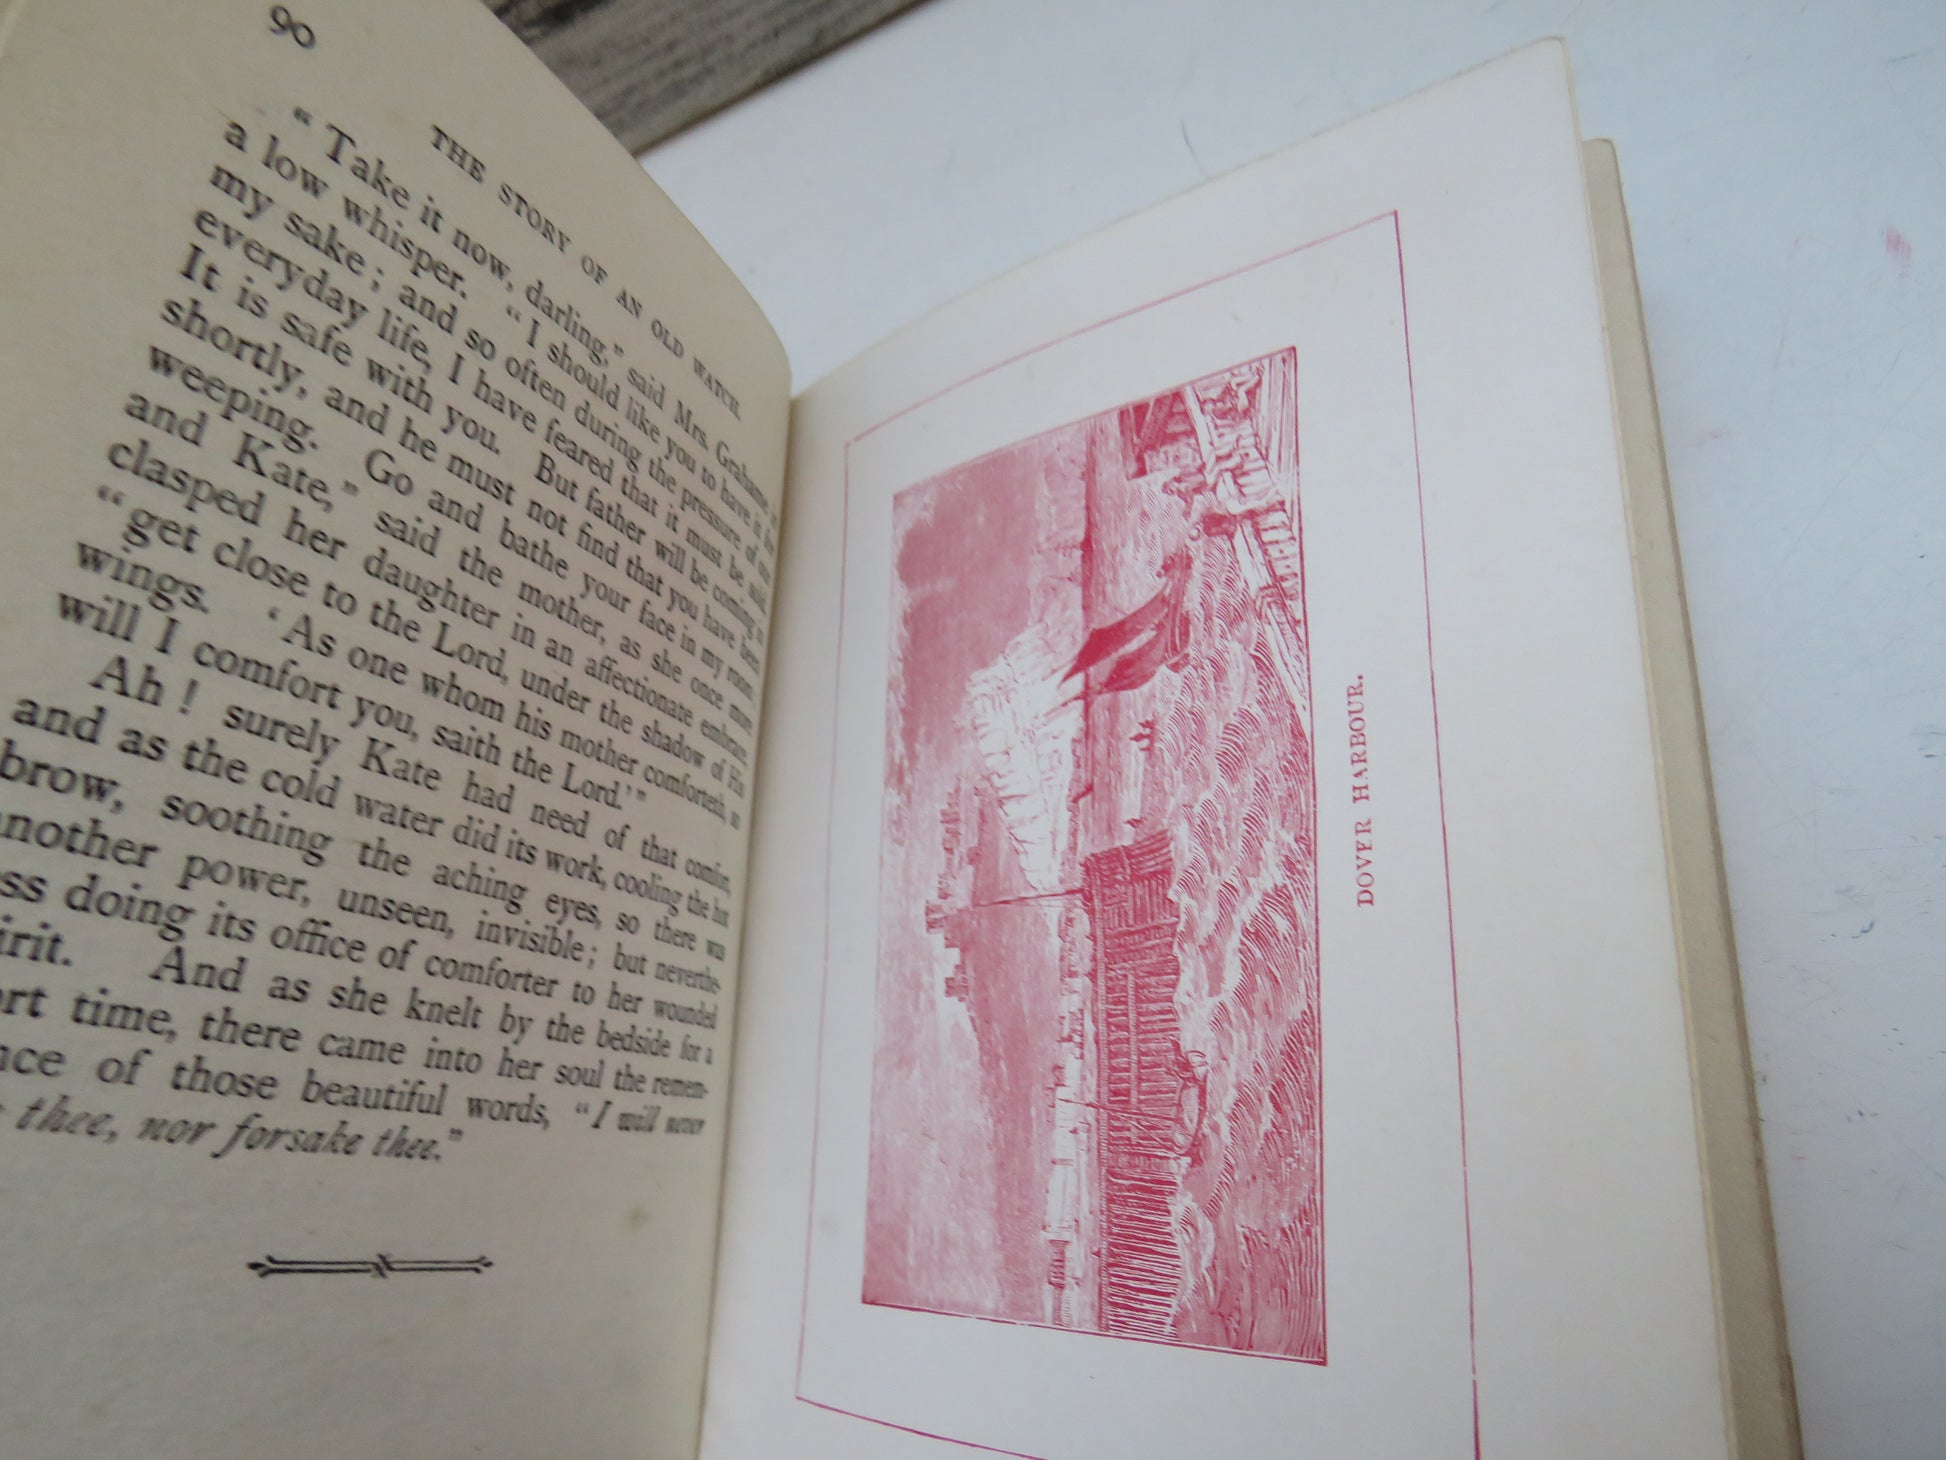 90
THE STORY OF AN OLD WATCH.
“Take it now, darling,” said Mrs. Grahame, in
a low whisper. “I should like you to have it for
my sake; and so often during the pressure of our
everyday life, I have feared that it must be sold.
It is safe with you. But father will be coming in
shortly, and he must not find that you have been
weeping. Go and bathe your face in my room.
and Kate,” said the mother, as she once more
clasped her daughter in an affectionate embrace,
“get close to the Lord, under the shadow of His
wings. ‘As one whom his mother comforteth, so
will I comfort you, saith the Lord.’”
Ah! surely Kate had need of that comfort,
and as the cold water did its work, cooling the hot
brow, soothing the aching eyes, so there was
another power, unseen, invisible; but neverthe-
ss doing its office of comforter to her wounded
irit. And as she knelt by the bedside for a
ort time, there came into her soul the remem-
nce of those beautiful words, “I will never
thee, nor forsake thee.”
DOVER HARBOUR.